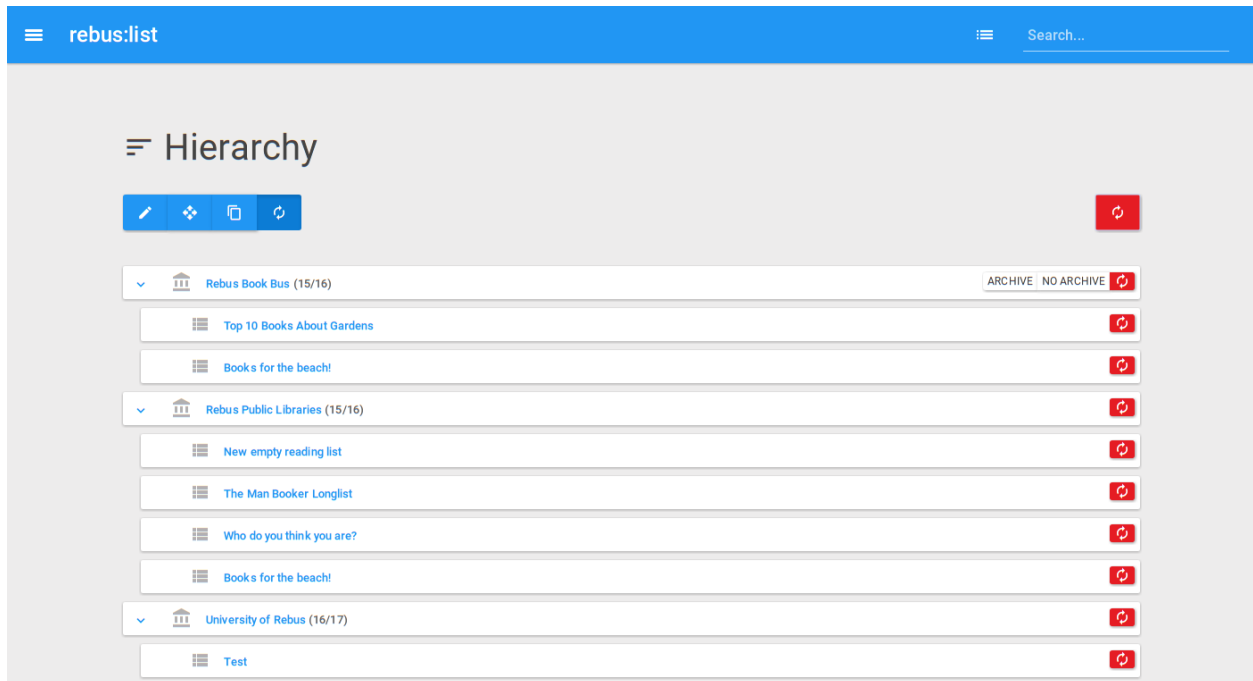 rebus:list
Search...
Hierarchy
Rebus Book Bus (15/16) ARCHIVE NO ARCHIVE
Top 10 Books About Gardens
Books for the beach!
Rebus Public Libraries (15/16)
New empty reading list
The Man Booker Longlist
Who do you think you are?
Books for the beach!
University of Rebus (16/17)
Test